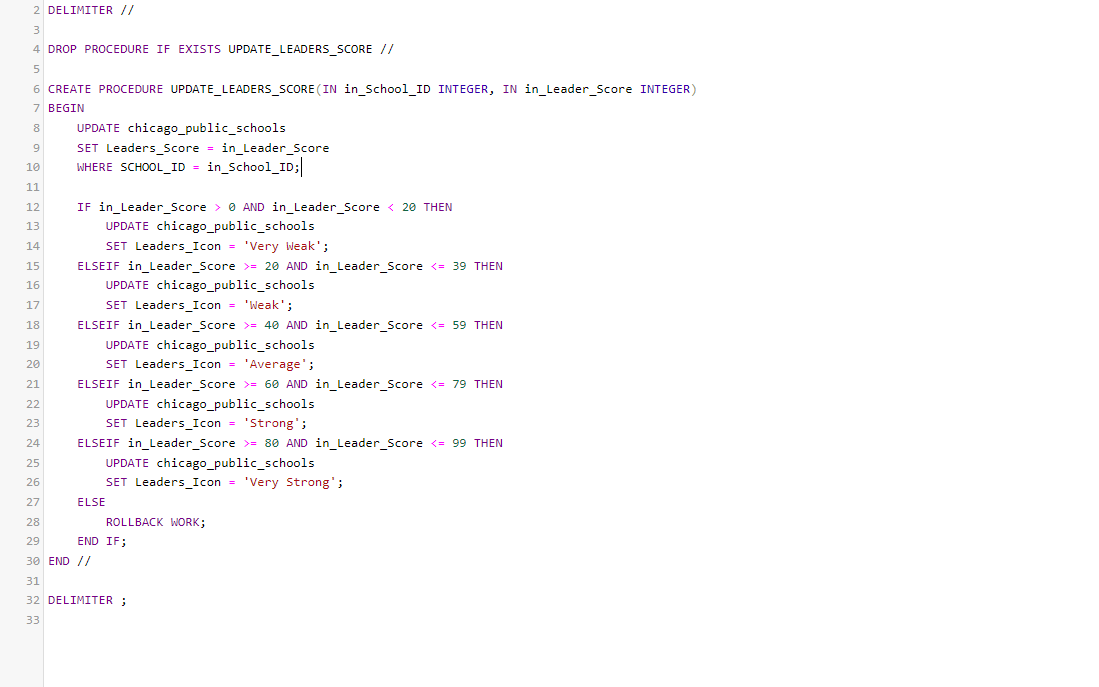 2 DELIMITER //
3
4 DROP PROCEDURE IF EXISTS UPDATE_LEADERS_SCORE //
5
6 CREATE PROCEDURE UPDATE_LEADERS_SCORE(IN in_School_ID INTEGER, IN in_Leader_Score INTEGER)
7 BEGIN
8     UPDATE chicago_public_schools
9     SET Leaders_Score = in_Leader_Score
10     WHERE SCHOOL_ID = in_School_ID;
11
12     IF in_Leader_Score > 0 AND in_Leader_Score < 20 THEN
13         UPDATE chicago_public_schools
14         SET Leaders_Icon = 'Very Weak';
15     ELSEIF in_Leader_Score >= 20 AND in_Leader_Score <= 39 THEN
16         UPDATE chicago_public_schools
17         SET Leaders_Icon = 'Weak';
18     ELSEIF in_Leader_Score >= 40 AND in_Leader_Score <= 59 THEN
19         UPDATE chicago_public_schools
20         SET Leaders_Icon = 'Average';
21     ELSEIF in_Leader_Score >= 60 AND in_Leader_Score <= 79 THEN
22         UPDATE chicago_public_schools
23         SET Leaders_Icon = 'Strong';
24     ELSEIF in_Leader_Score >= 80 AND in_Leader_Score <= 99 THEN
25         UPDATE chicago_public_schools
26         SET Leaders_Icon = 'Very Strong';
27     ELSE
28         ROLLBACK WORK;
29     END IF;
30 END //
31
32 DELIMITER ;
33